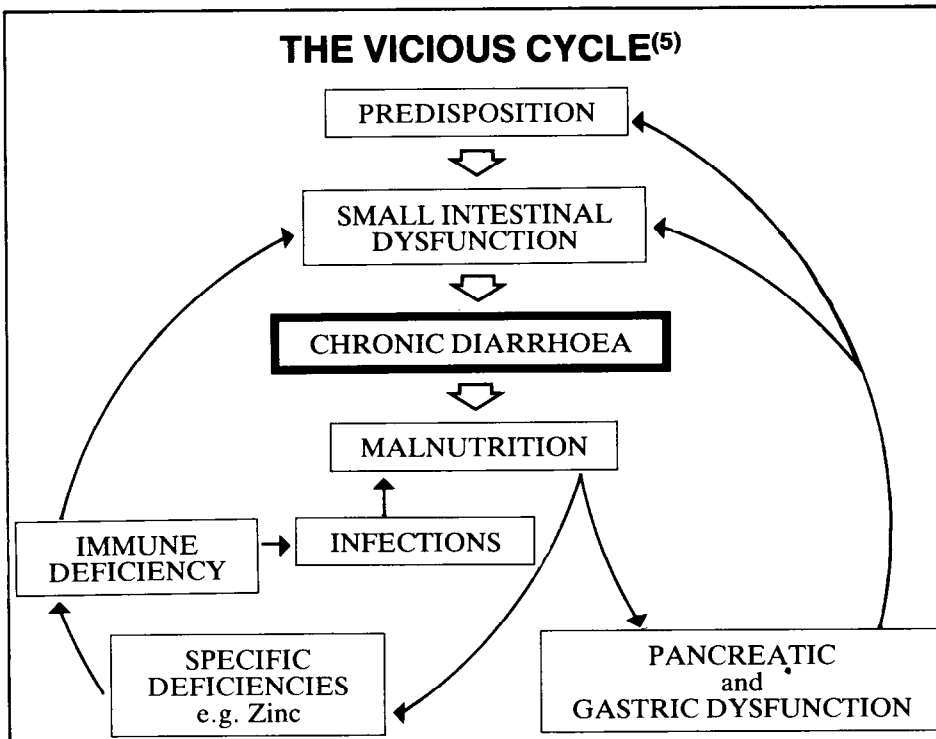 THE VICIOUS CYCLE(5)
PREDISPOSITION
SMALL INTESTINAL
DYSFUNCTION
CHRONIC DIARRHOEA
MALNUTRITION
IMMUNE
DEFICIENCY
INFECTIONS
SPECIFIC
DEFICIENCIES
e.g. Zinc
PANCREATIC
and
GASTRIC DYSFUNCTION